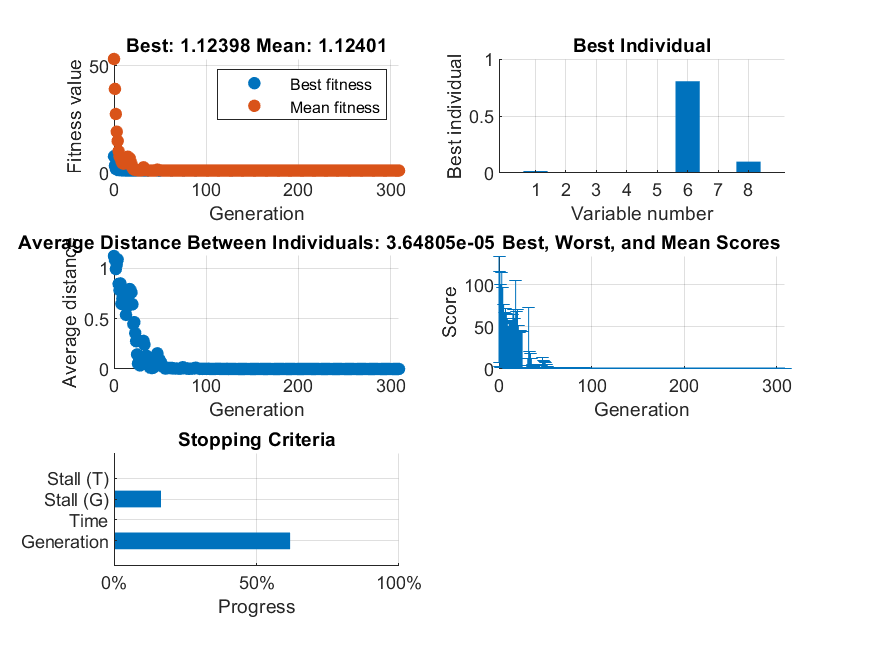 Best: 1.12398 Mean: 1.12401
Fitness value
50
0
Best fitness
Mean fitness
0 100 200 300
Generation
Best Individual
Best individual
1
0.5
0
1 2 3 4 5 6 7 8
Variable number
Average Distance Between Individuals: 3.64805e-05
Average distance
1
0.5
0
0 100 200 300
Generation
Best, Worst, and Mean Scores
Score
100
50
0
0 100 200 300
Generation
Stopping Criteria
Stall (T)
Stall (G)
Time
Generation
0% 50% 100%
Progress